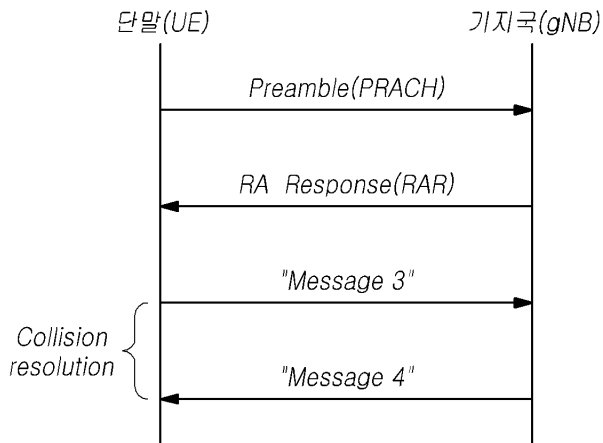 단말(UE)
기지국(gNB)
Preamble(PRACH)
RA Response(RAR)
"Message 3"
Collision
resolution
"Message 4"